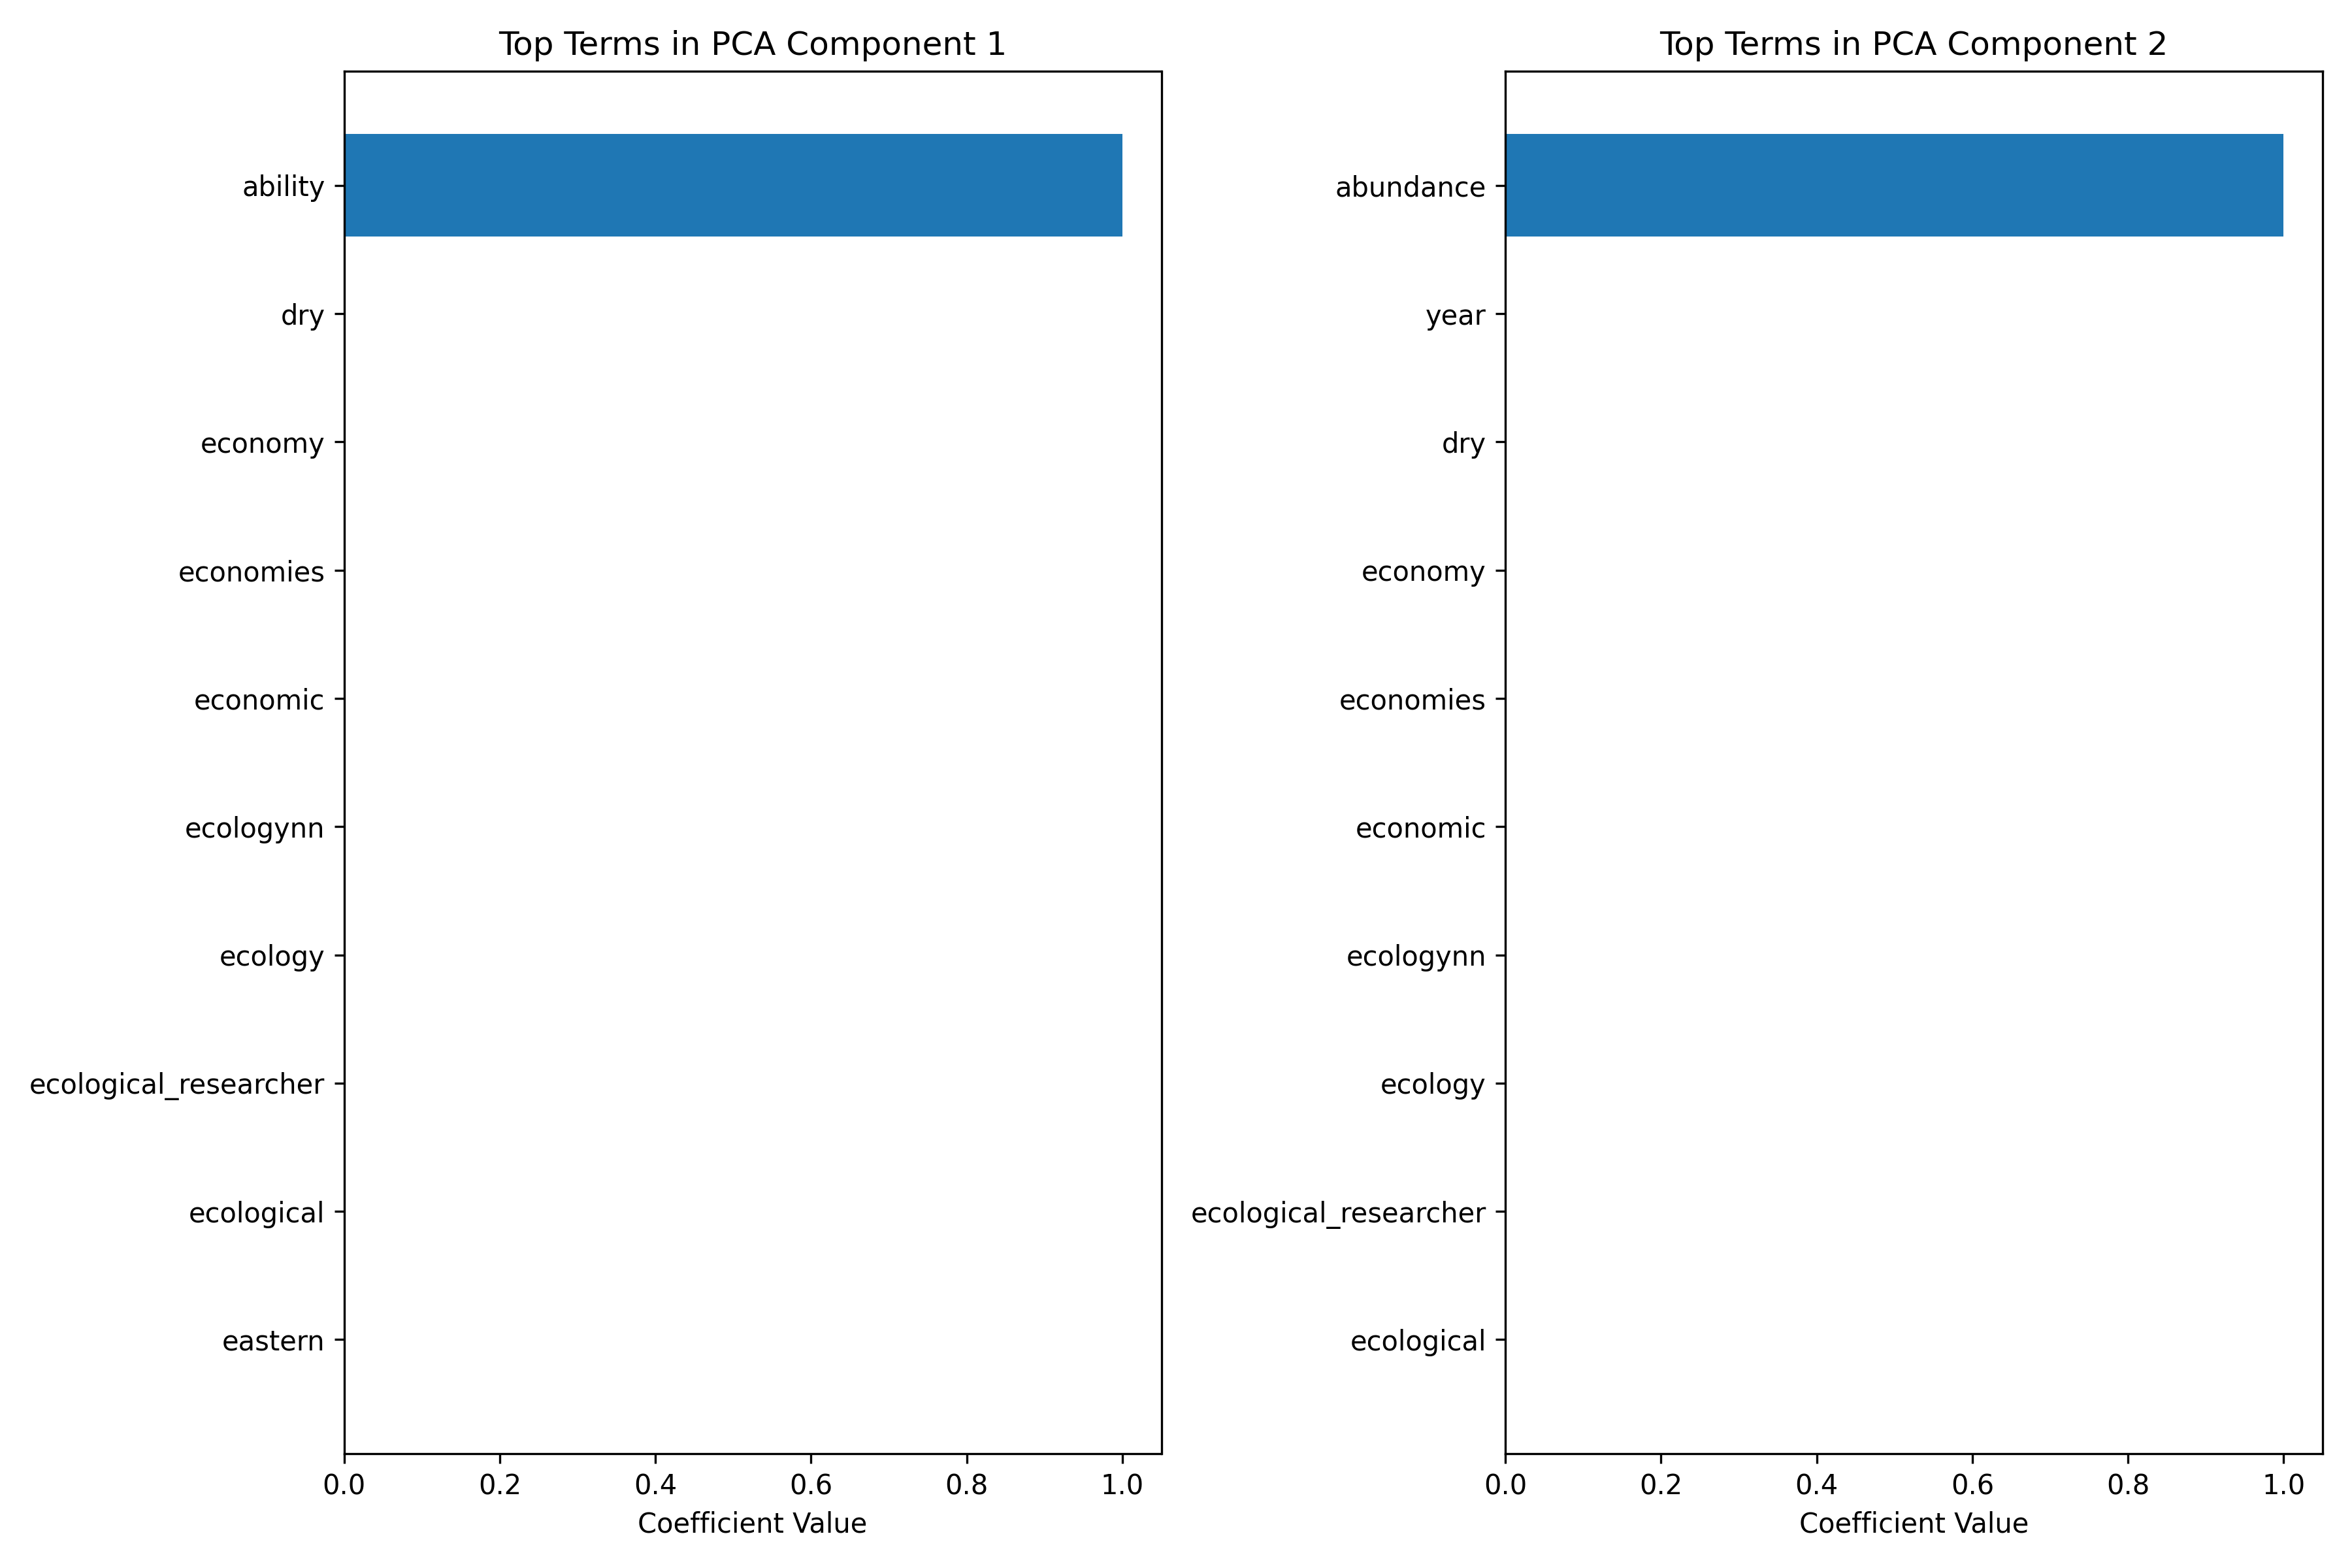 Top Terms in PCA Component 1
ability
dry
economy
economies
economic
ecologynn
ecology
ecological_researcher
ecological
eastern
0.0 0.2 0.4 0.6 0.8 1.0
Coefficient Value
Top Terms in PCA Component 2
abundance
year
dry
economy
economies
economic
ecologynn
ecology
ecological_researcher
ecological
0.0 0.2 0.4 0.6 0.8 1.0
Coefficient Value